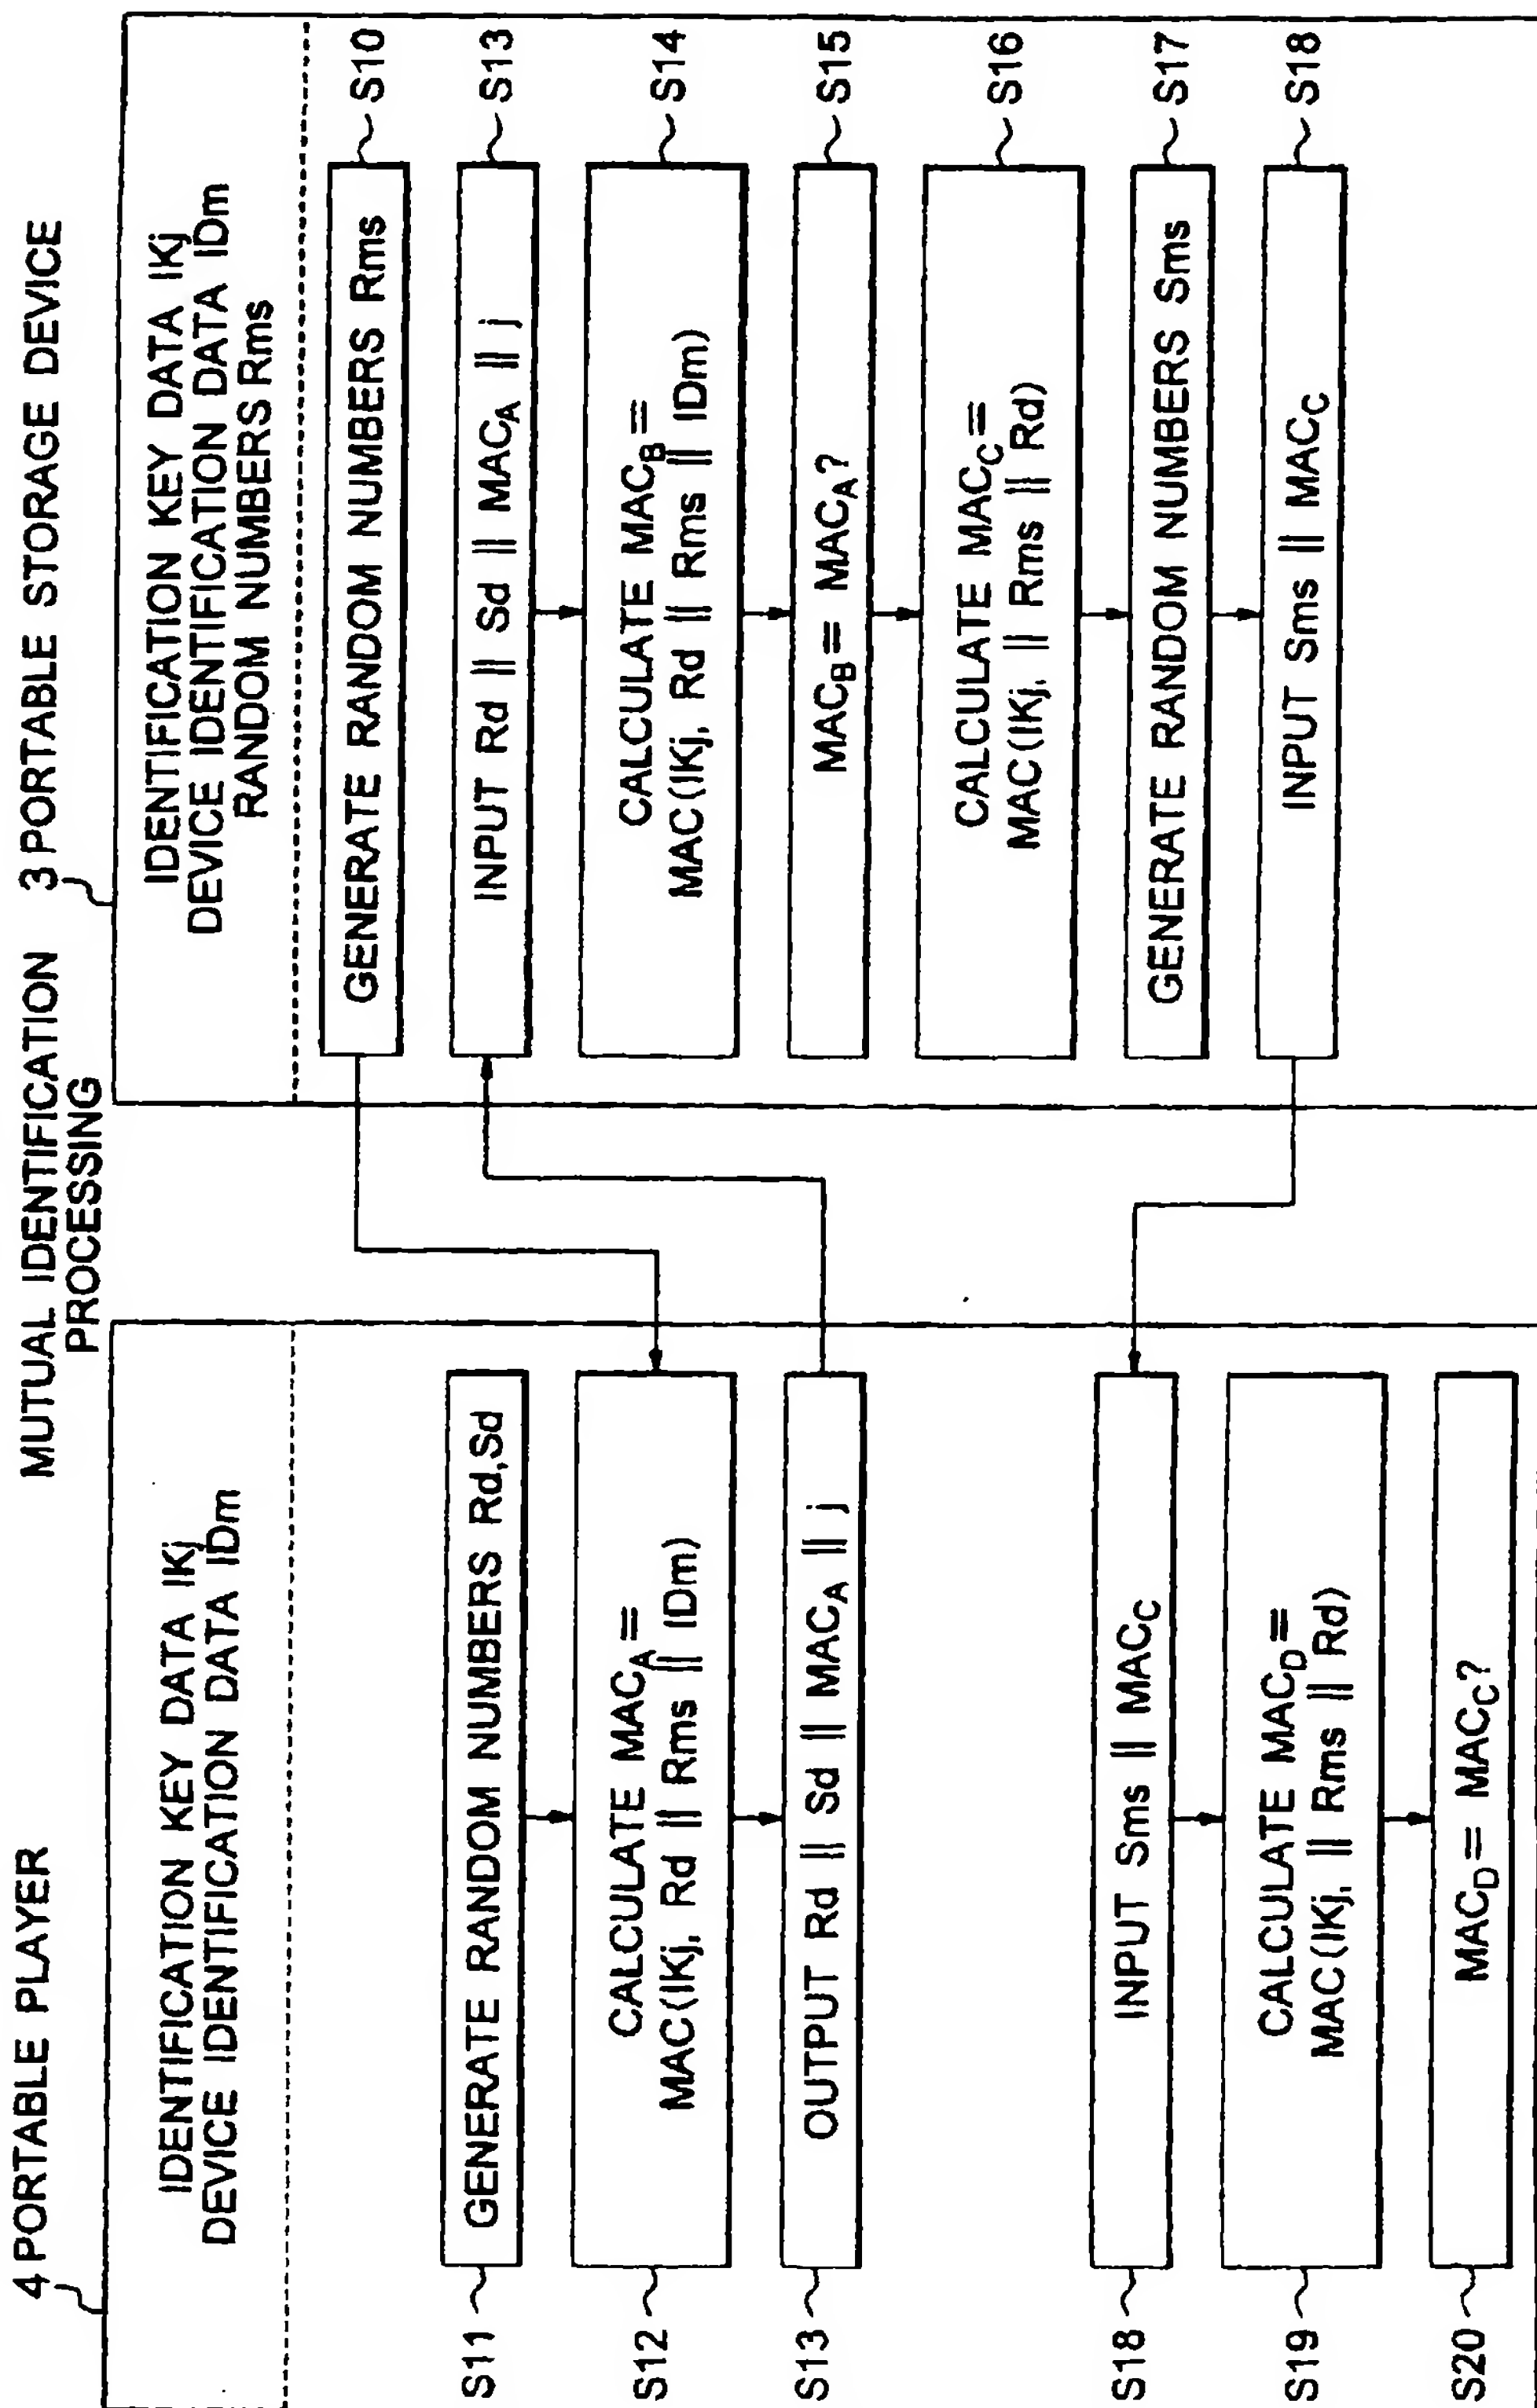 MUTUAL IDENTIFICATION
PROCESSING
4 PORTABLE PLAYER
IDENTIFICATION KEY DATA IKj
DEVICE IDENTIFICATION DATA IDm
S11
GENERATE RANDOM NUMBERS Rd,Sd
S12
CALCULATE MACA=
MAC(IKj, Rd || Rms || IDm)
S13
OUTPUT Rd || Sd || MACA || j
S18
INPUT Sms || MACC
S19
CALCULATE MACD=
MAC(IKj, || Rms || Rd)
S20
MACD= MACC?
3 PORTABLE STORAGE DEVICE
IDENTIFICATION KEY DATA IKj
DEVICE IDENTIFICATION DATA IDm
RANDOM NUMBERS Rms
GENERATE RANDOM NUMBERS Rms
S10
INPUT Rd || Sd || MACA || j
S13
CALCULATE MACB=
MAC(IKj, Rd || Rms || IDm)
S14
MACB= MACA?
S15
CALCULATE MACC=
MAC(IKj, || Rms || Rd)
S16
GENERATE RANDOM NUMBERS Sms
S17
INPUT Sms || MACC
S18